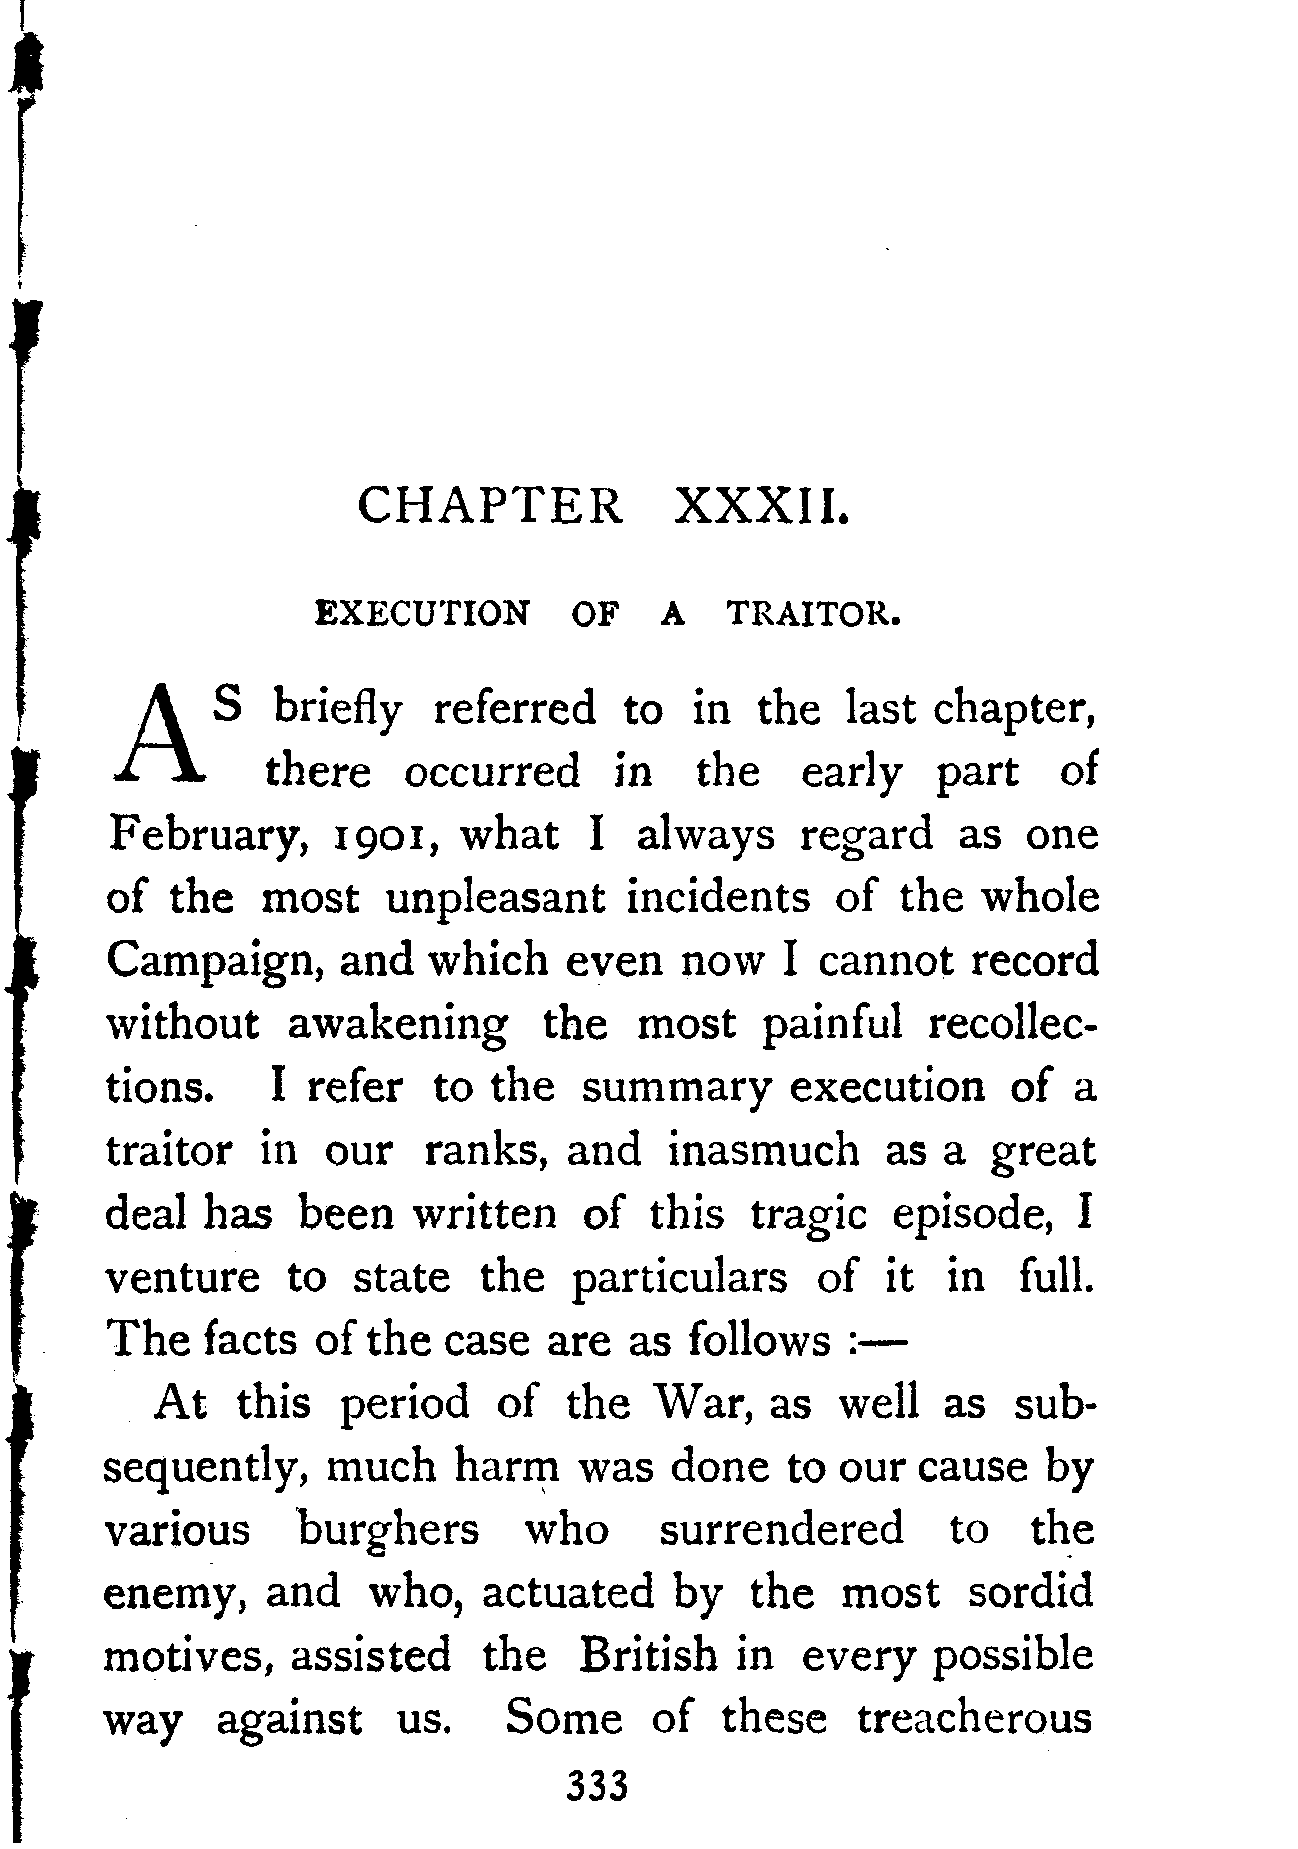 CHAPTER XXXII.
EXECUTION OF A TRAITOR.
AS briefly referred to in the last chapter,
there occurred in the early part of
February, 1901, what I always regard as one
of the most unpleasant incidents of the whole
Campaign, and which even now I cannot record
without awakening the most painful recollec-
tions. I refer to the summary execution of a
traitor in our ranks, and inasmuch as a great
deal has been written of this tragic episode, I
venture to state the particulars of it in full.
The facts of the case are as follows :—
At this period of the War, as well as sub-
sequently, much harm was done to our cause by
various burghers who surrendered to the
enemy, and who, actuated by the most sordid
motives, assisted the British in every possible
way against us. Some of these treacherous
333